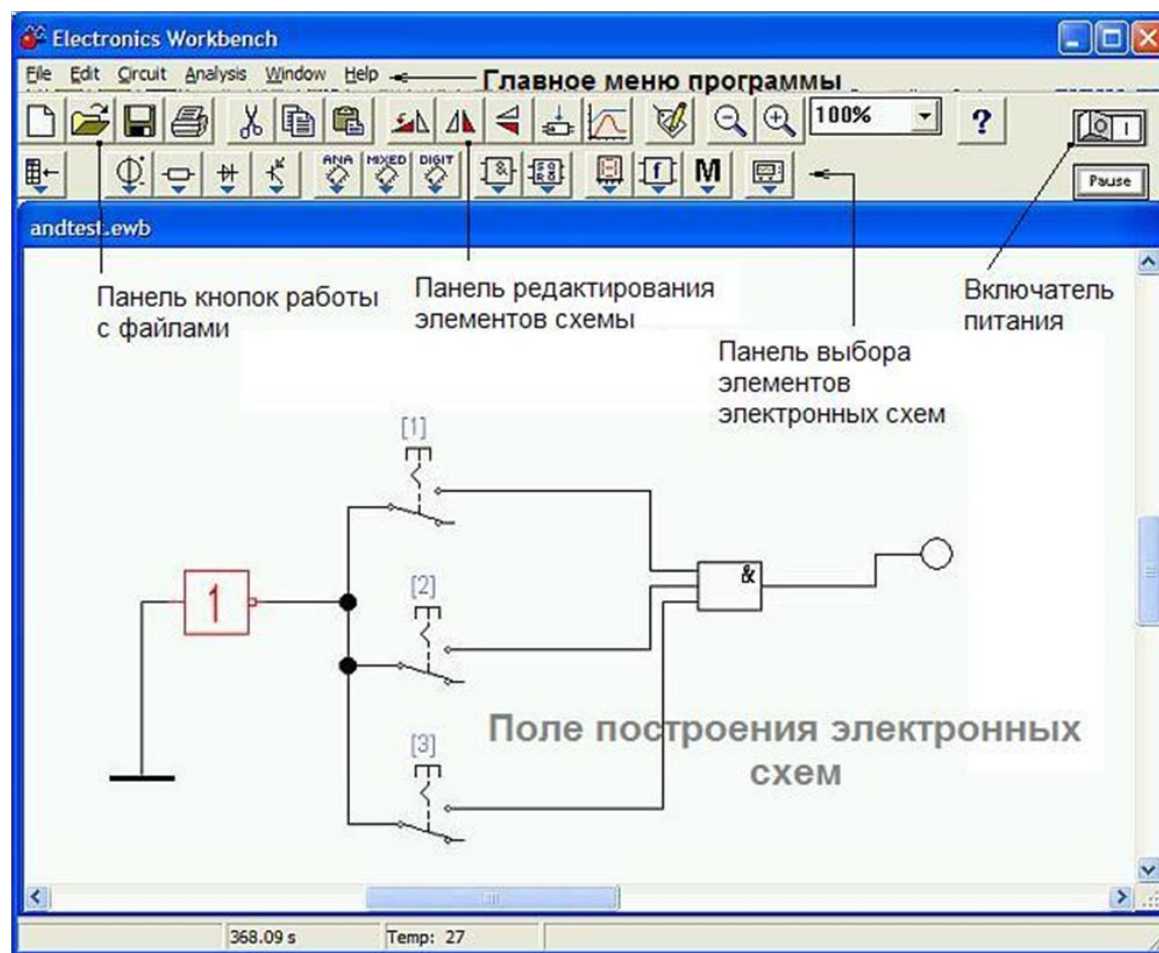 Electronics Workbench
File Edit Circuit Analysis Window Help
Главное меню программы
100%
?
ANA MIXED DIGIT
&
f
M
Pause
andtest.ewb
Панель кнопок работы
с файлами
Панель редактирования
элементов схемы
Включатель
питания
Панель выбора
элементов
электронных схем
[1]
&
1
[2]
Поле построения электронных
схем
[3]
368.09 s Temp: 27